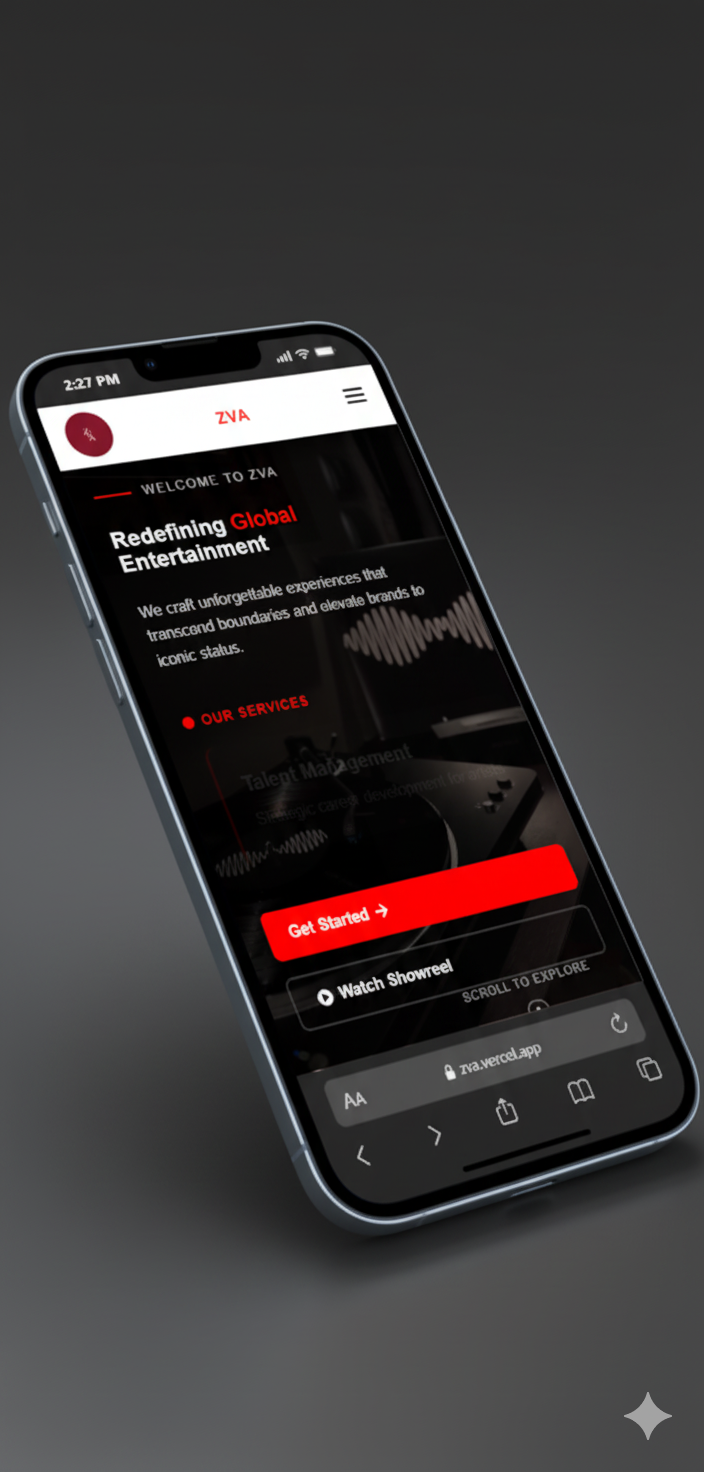 2:27 PM
ZVA
WELCOME TO ZVA
Redefining Global
Entertainment
We craft unforgettable experiences that
transcend boundaries and elevate brands to
iconic status.
OUR SERVICES
Talent Management
Strategic career development for
Get Started →
Watch Showreel
SCROLL TO EXPLORE
AA
zva.vercel.app